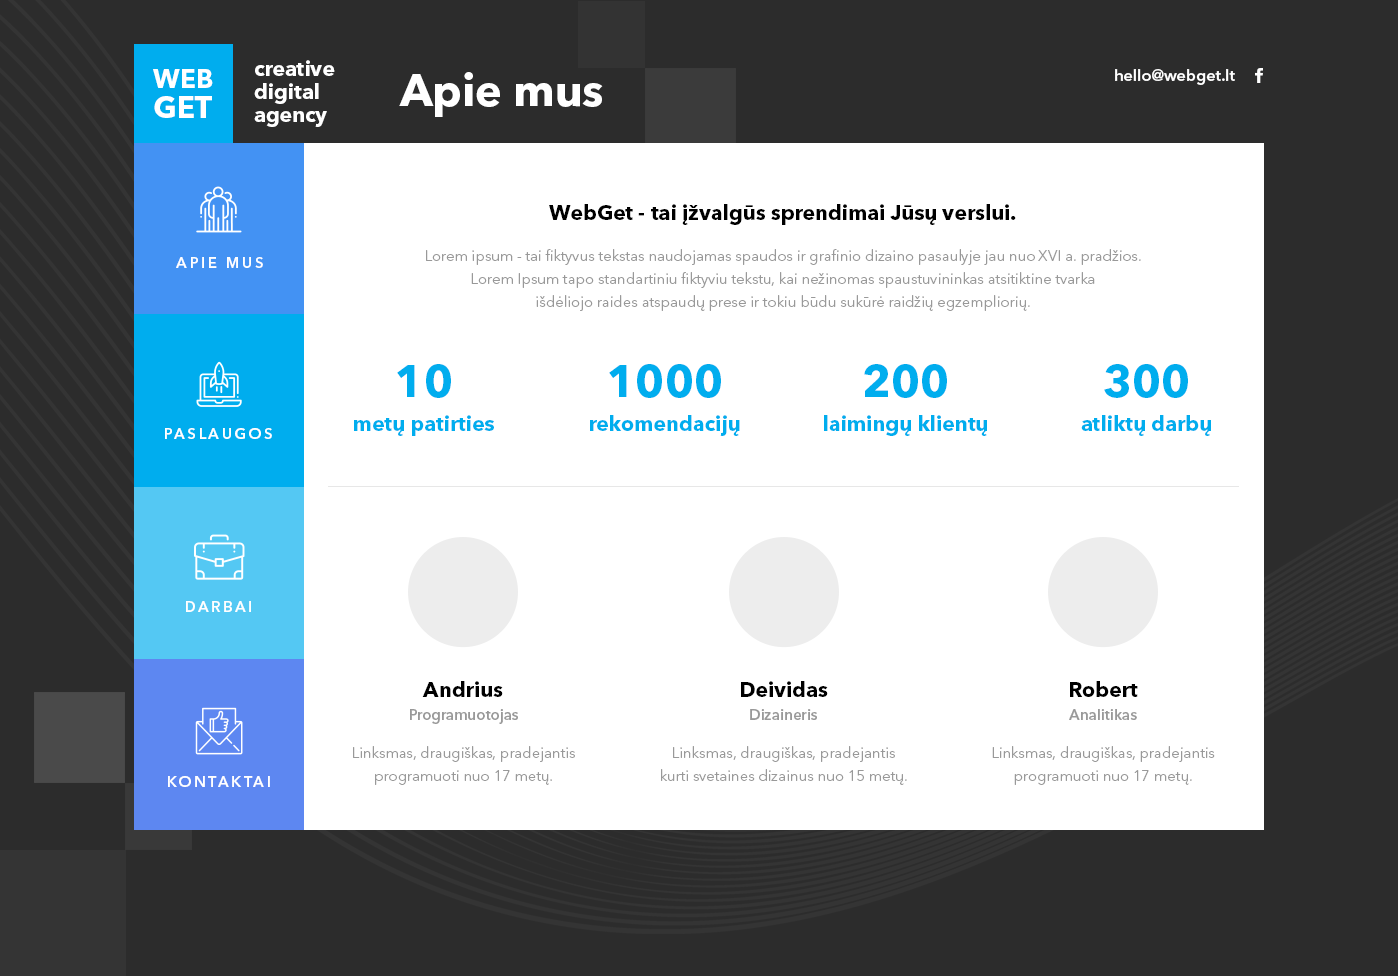 WEB
GET
creative
digital
agency
Apie mus
hello@webget.lt
APIE MUS
PASLAUGOS
DARBAI
KONTAKTAI
WebGet - tai įžvalgūs sprendimai Jūsų verslui.
Lorem ipsum - tai fiktyvus tekstas naudojamas spaudos ir grafinio dizaino pasaulyje jau nuo XVI a. pradžios.
Lorem Ipsum tapo standartiniu fiktyviu tekstu, kai nežinomas spaustuvininkas atsitiktine tvarka
išdėliojo raides atspaudų prese ir tokiu būdu sukūrė raidžių egzempliorių.
10
metų patirties
1000
rekomendacijų
200
laimingų klientų
300
atliktų darbų
Andrius
Programuotojas
Linksmas, draugiškas, pradejantis
programuoti nuo 17 metų.
Deividas
Dizaineris
Linksmas, draugiškas, pradejantis
kurti svetaines dizainus nuo 15 metų.
Robert
Analitikas
Linksmas, draugiškas, pradejantis
programuoti nuo 17 metų.